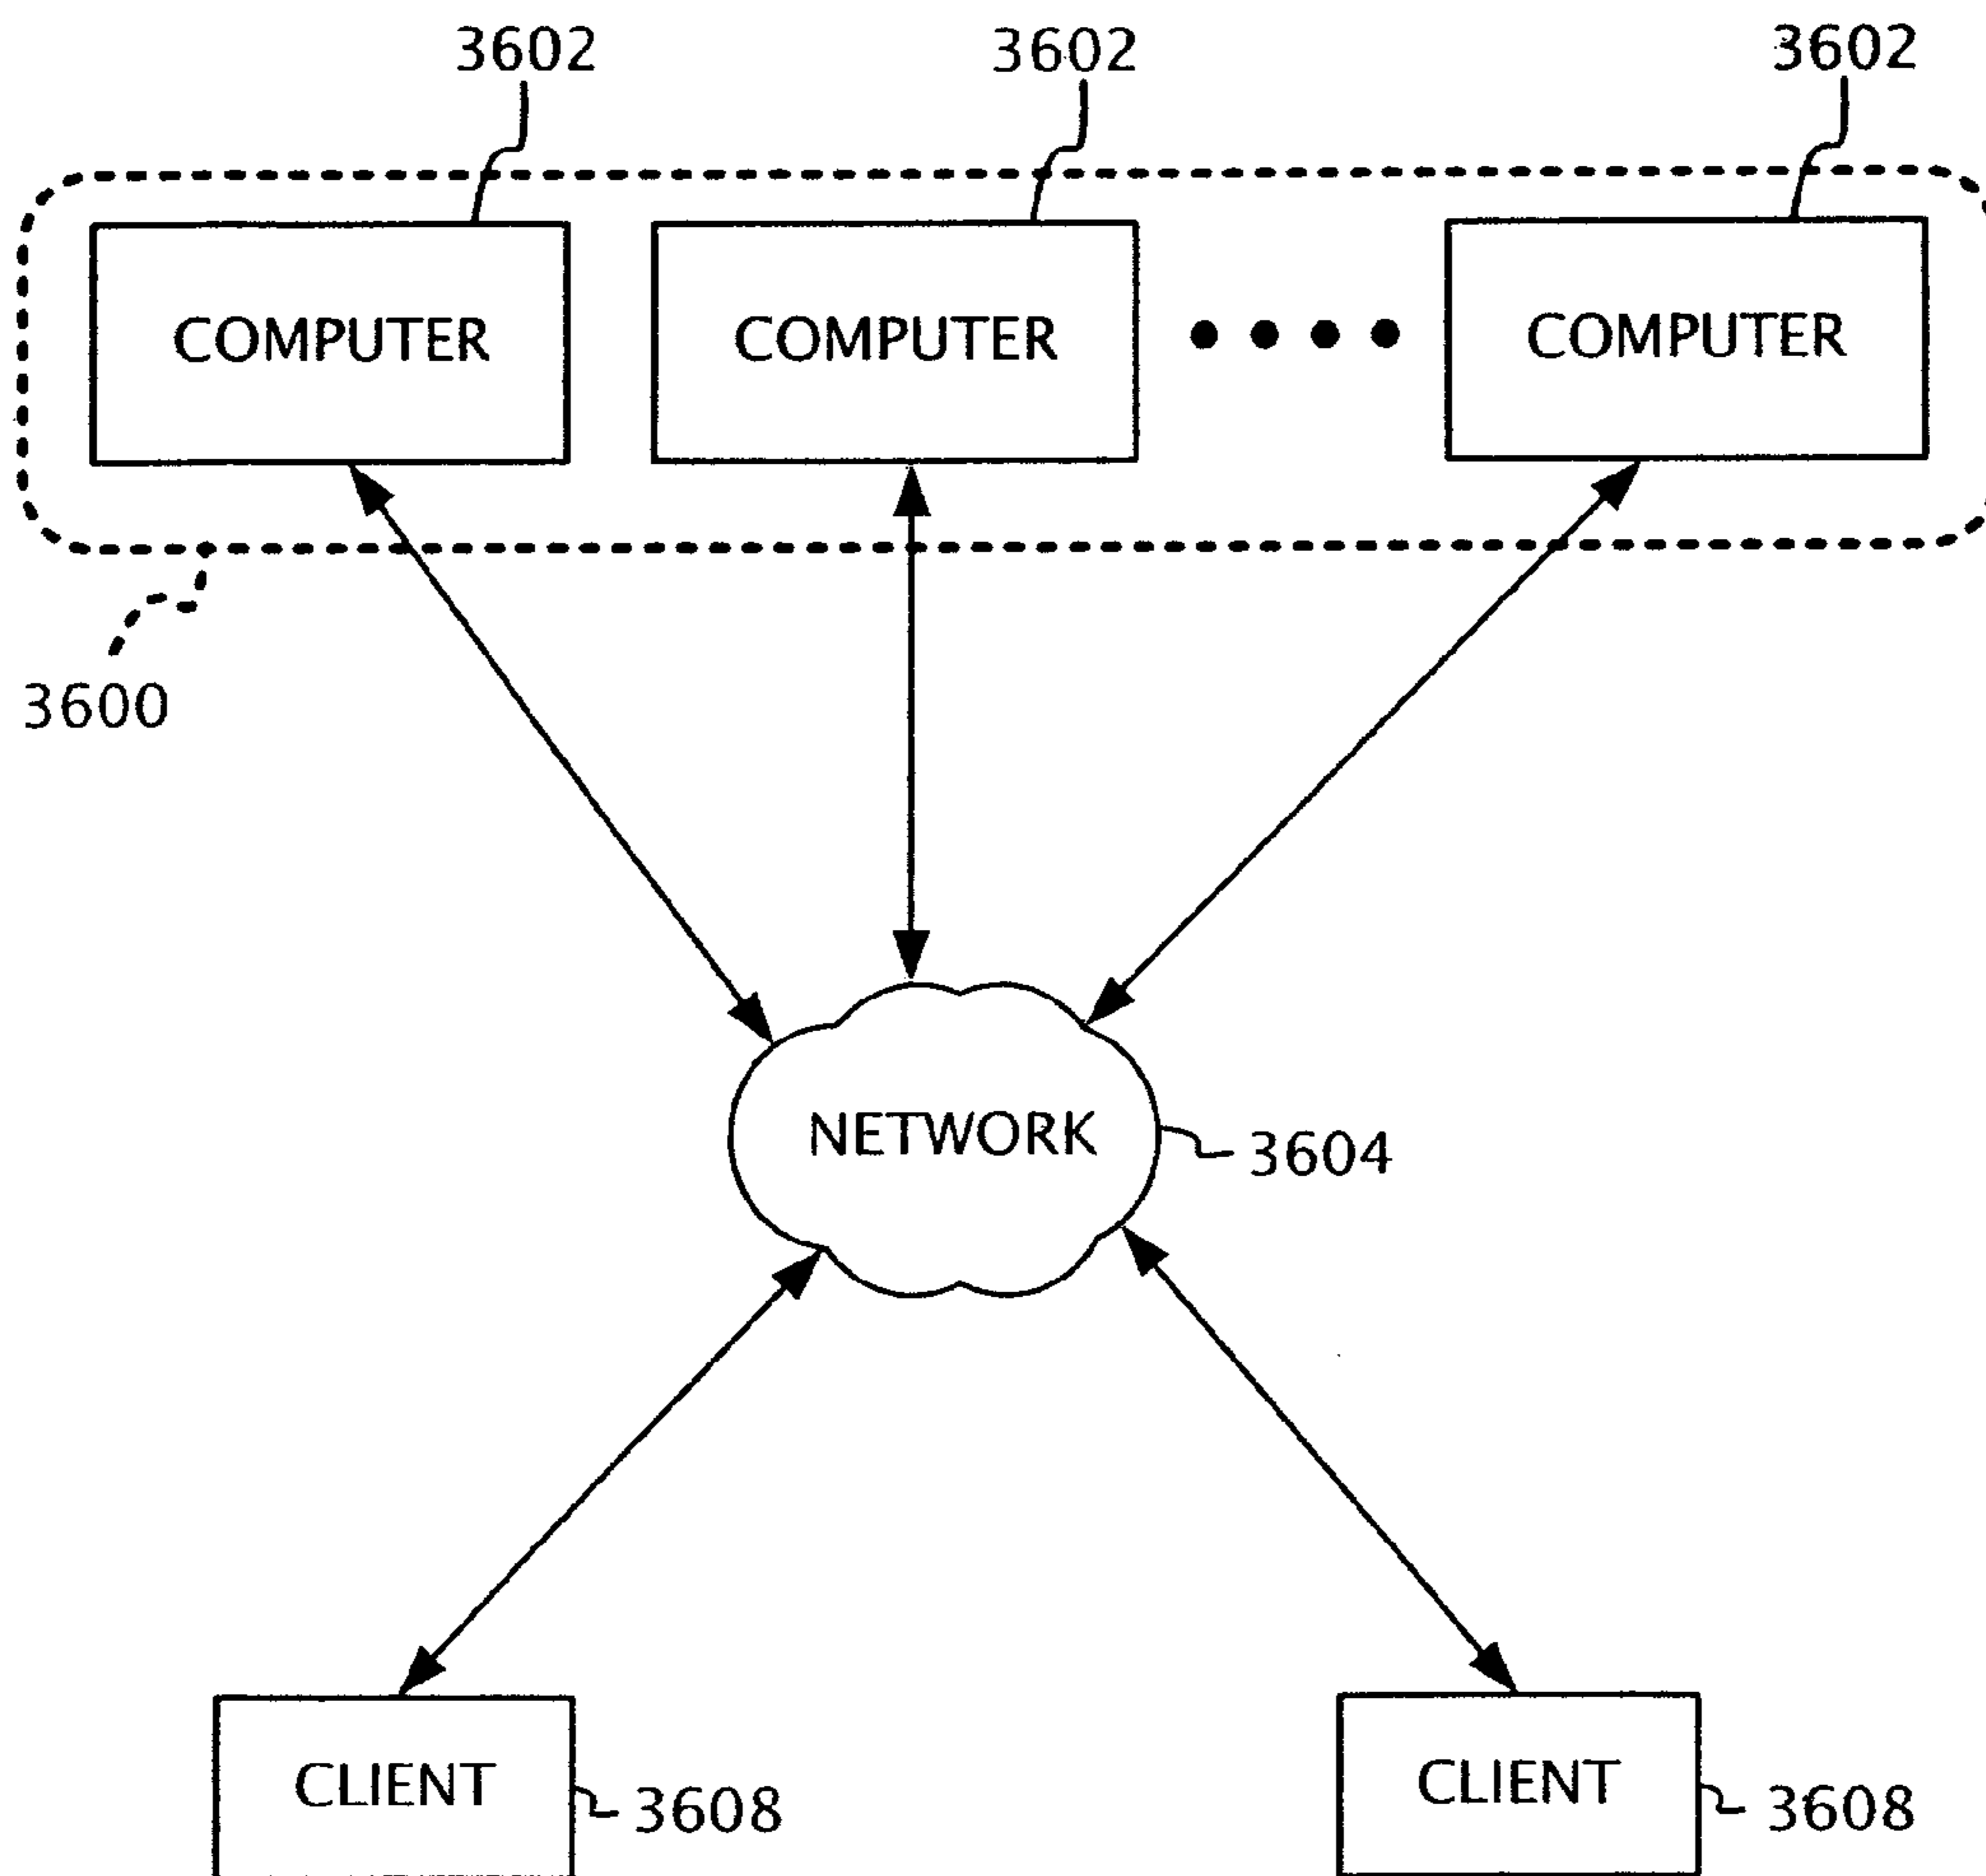 3602 3602 3602
COMPUTER COMPUTER COMPUTER
3600
NETWORK 3604
CLIENT 3608 CLIENT 3608